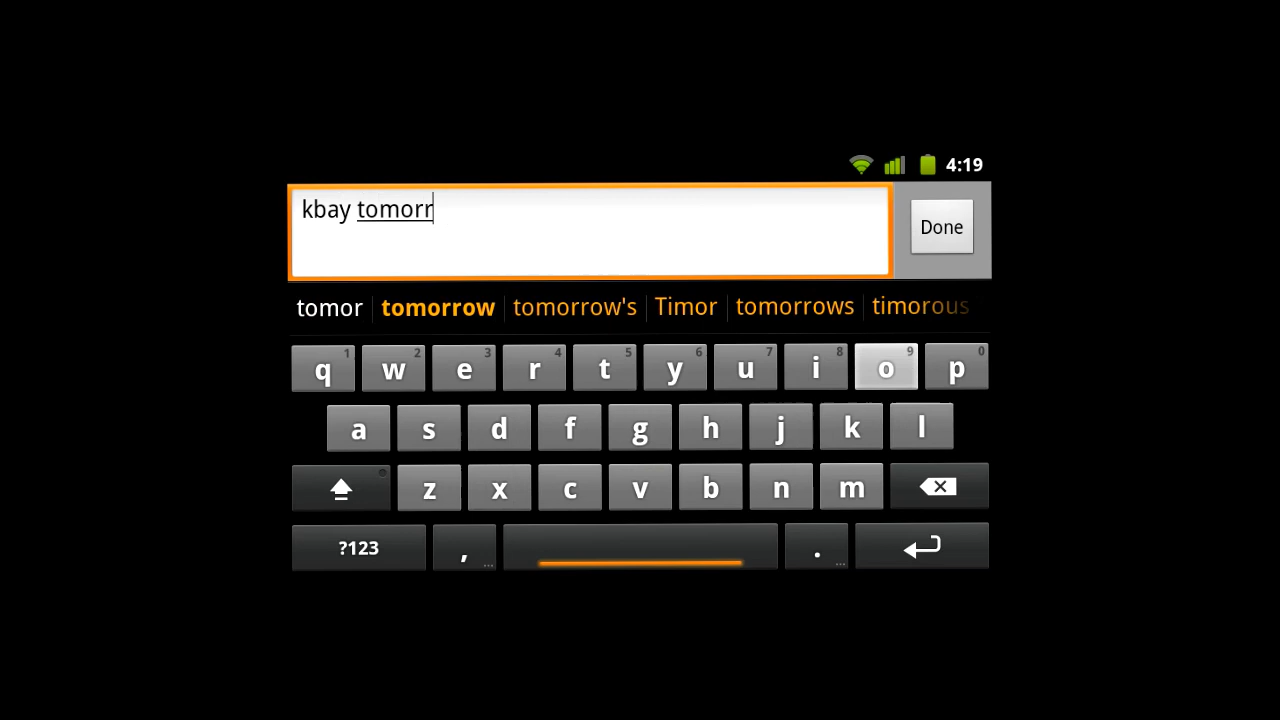 4:19
kbay tomorr
Done
tomor tomorrow tomorrow's Timor tomorrows timorous
q 1 w 2 e 3 r 4 t 5 y 6 u 7 i 8 o 9 p 0
a s d f g h j k l
z x c v b n m
?123 , ... . ...